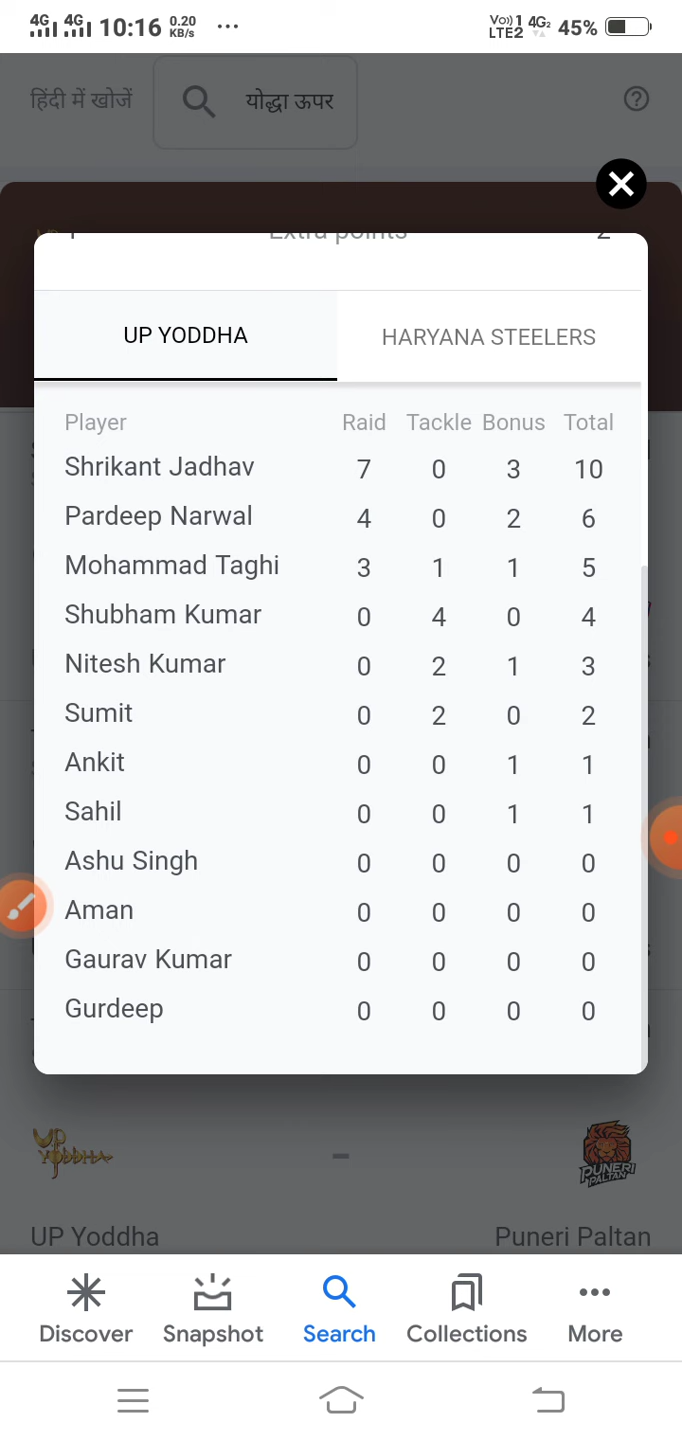 4G 4G 10:16 0.20 KB/s ... Vo)) 1 4G2 LTE2 45%
हिंदी में खोजें योद्धा ऊपर
Extra points 2
UP YODDHA HARYANA STEELERS
Player Raid Tackle Bonus Total
Shrikant Jadhav 7 0 3 10
Pardeep Narwal 4 0 2 6
Mohammad Taghi 3 1 1 5
Shubham Kumar 0 4 0 4
Nitesh Kumar 0 2 1 3
Sumit 0 2 0 2
Ankit 0 0 1 1
Sahil 0 0 1 1
Ashu Singh 0 0 0 0
Aman 0 0 0 0
Gaurav Kumar 0 0 0 0
Gurdeep 0 0 0 0
UP YODDHA – PUNERI PALTAN
UP Yoddha Puneri Paltan
Discover Snapshot Search Collections More